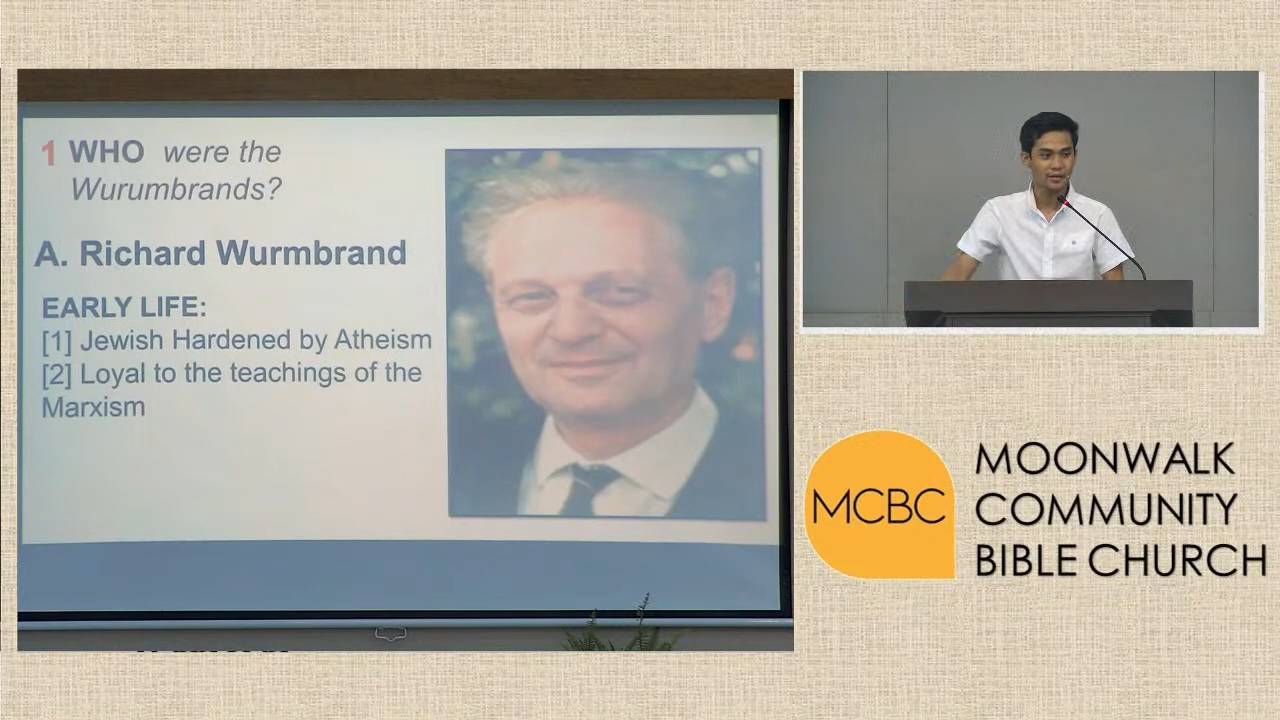 1 WHO were the
Wurumbrands?
A. Richard Wurmbrand
EARLY LIFE:
[1] Jewish Hardened by Atheism
[2] Loyal to the teachings of the
Marxism
MCBC
MOONWALK
COMMUNITY
BIBLE CHURCH